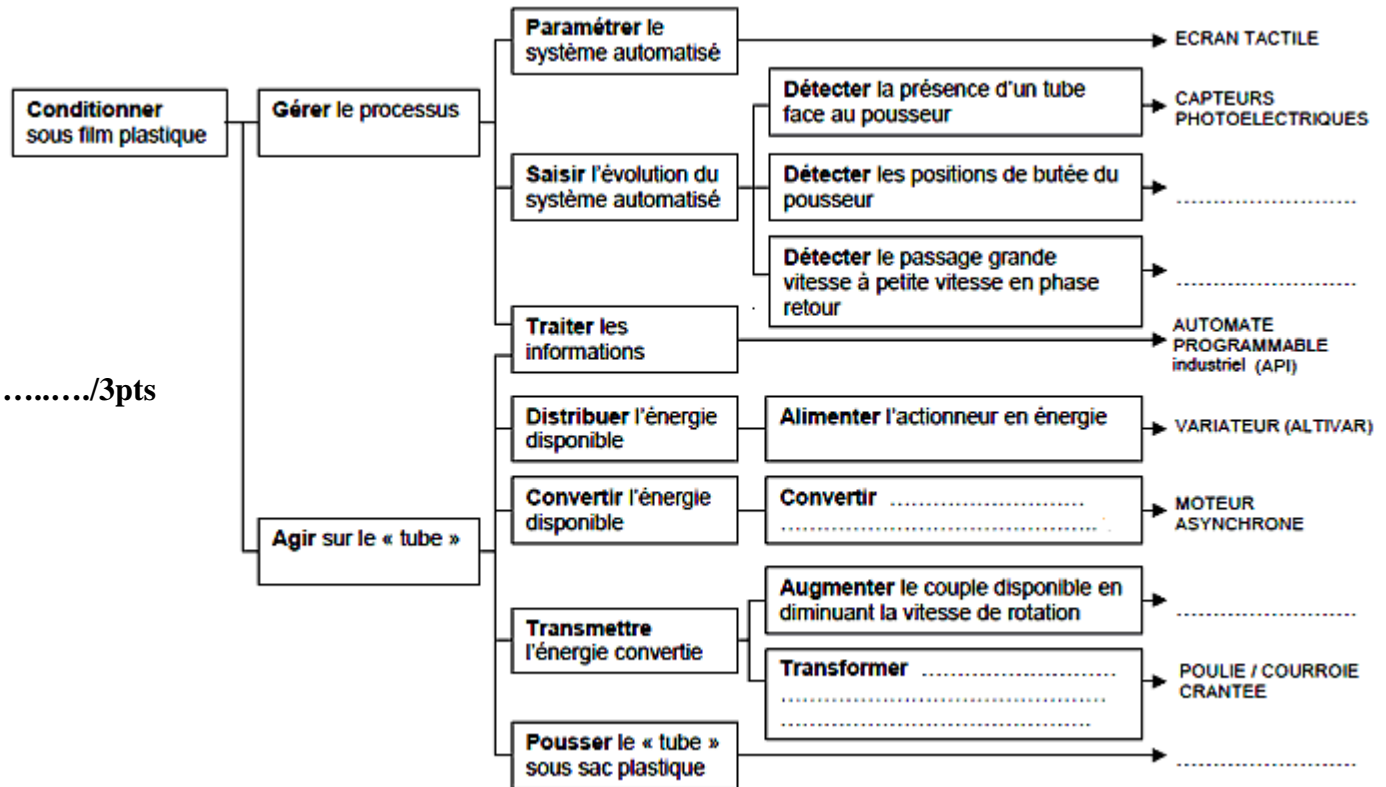 Paramétrer le
système automatisé
ECRAN TACTILE
Conditionner
sous film plastique
Gérer le processus
Détecter la présence d'un tube
face au pousseur
CAPTEURS
PHOTOELECTRIQUES
Saisir l'évolution du
système automatisé
Détecter les positions de butée du
pousseur
............................
Détecter le passage grande
vitesse à petite vitesse en phase
retour
............................
Traiter les
informations
AUTOMATE
PROGRAMMABLE
industriel (API)
…..…./3pts
Distribuer l'énergie
disponible
Alimenter l'actionneur en énergie
VARIATEUR (ALTIVAR)
Convertir l'énergie
disponible
Convertir ..............................
.................................................
MOTEUR
ASYNCHRONE
Agir sur le « tube »
Transmettre
l'énergie convertie
Augmenter le couple disponible en
diminuant la vitesse de rotation
............................
Transformer ..............................
..................................................
................................................
POULIE / COURROIE
CRANTEE
Pousser le « tube »
sous sac plastique
............................